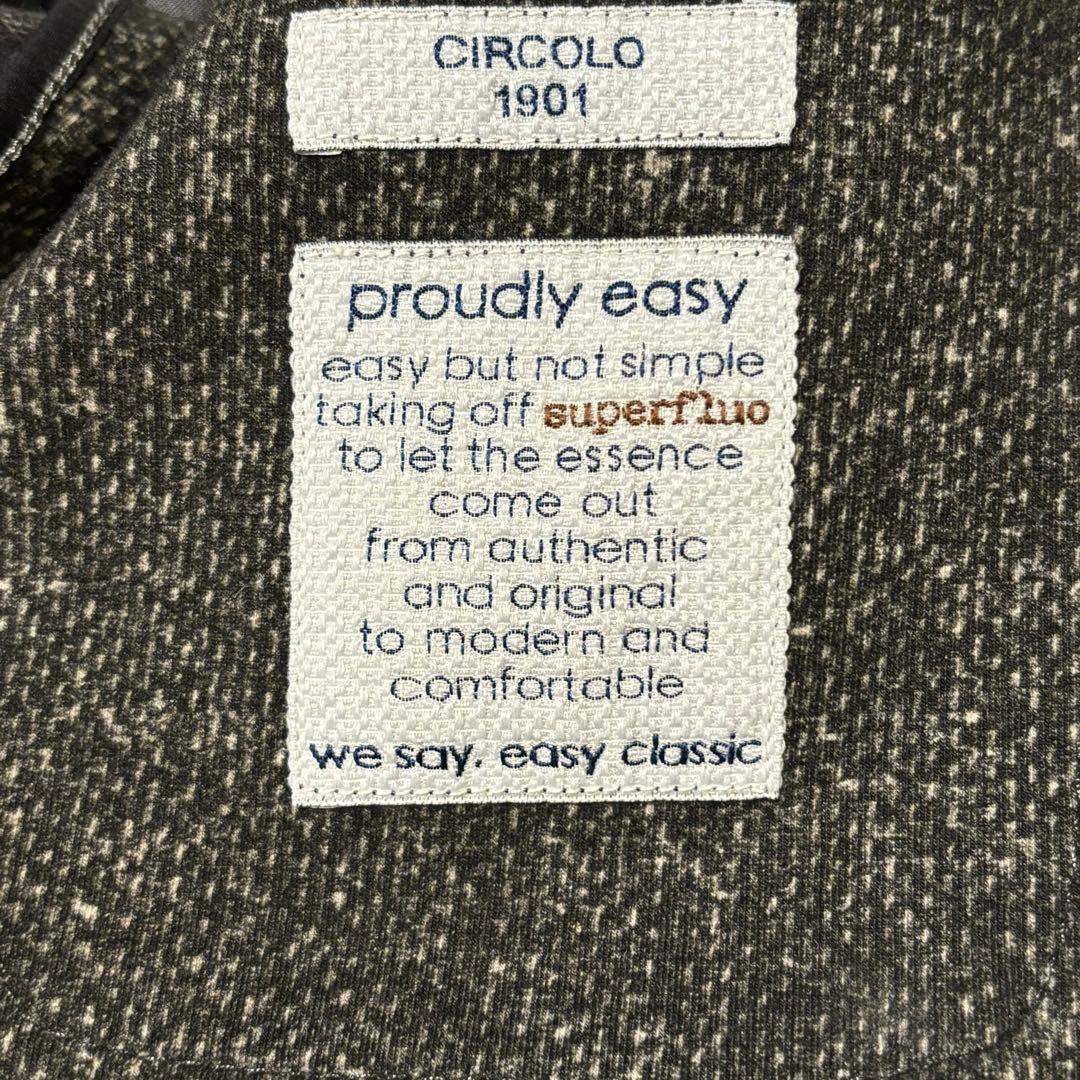 CIRCOLO
1901
proudly easy
easy but not simple
taking off superfluo
to let the essence
come out
from authentic
and original
to modern and
comfortable
we say. easy classic